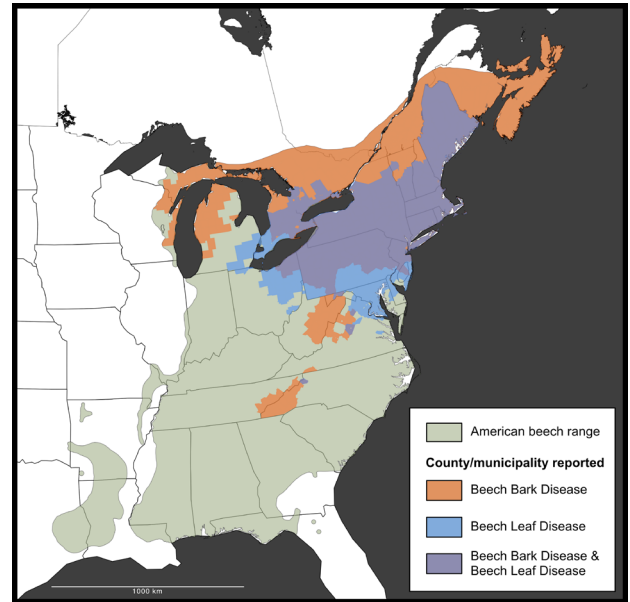 American beech range
County/municipality reported
Beech Bark Disease
Beech Leaf Disease
Beech Bark Disease &
Beech Leaf Disease
1000 km